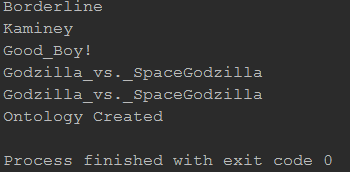 Borderline
Kaminey
Good_Boy!
Godzilla_vs._SpaceGodzilla
Godzilla_vs._SpaceGodzilla
Ontology Created
Process finished with exit code 0